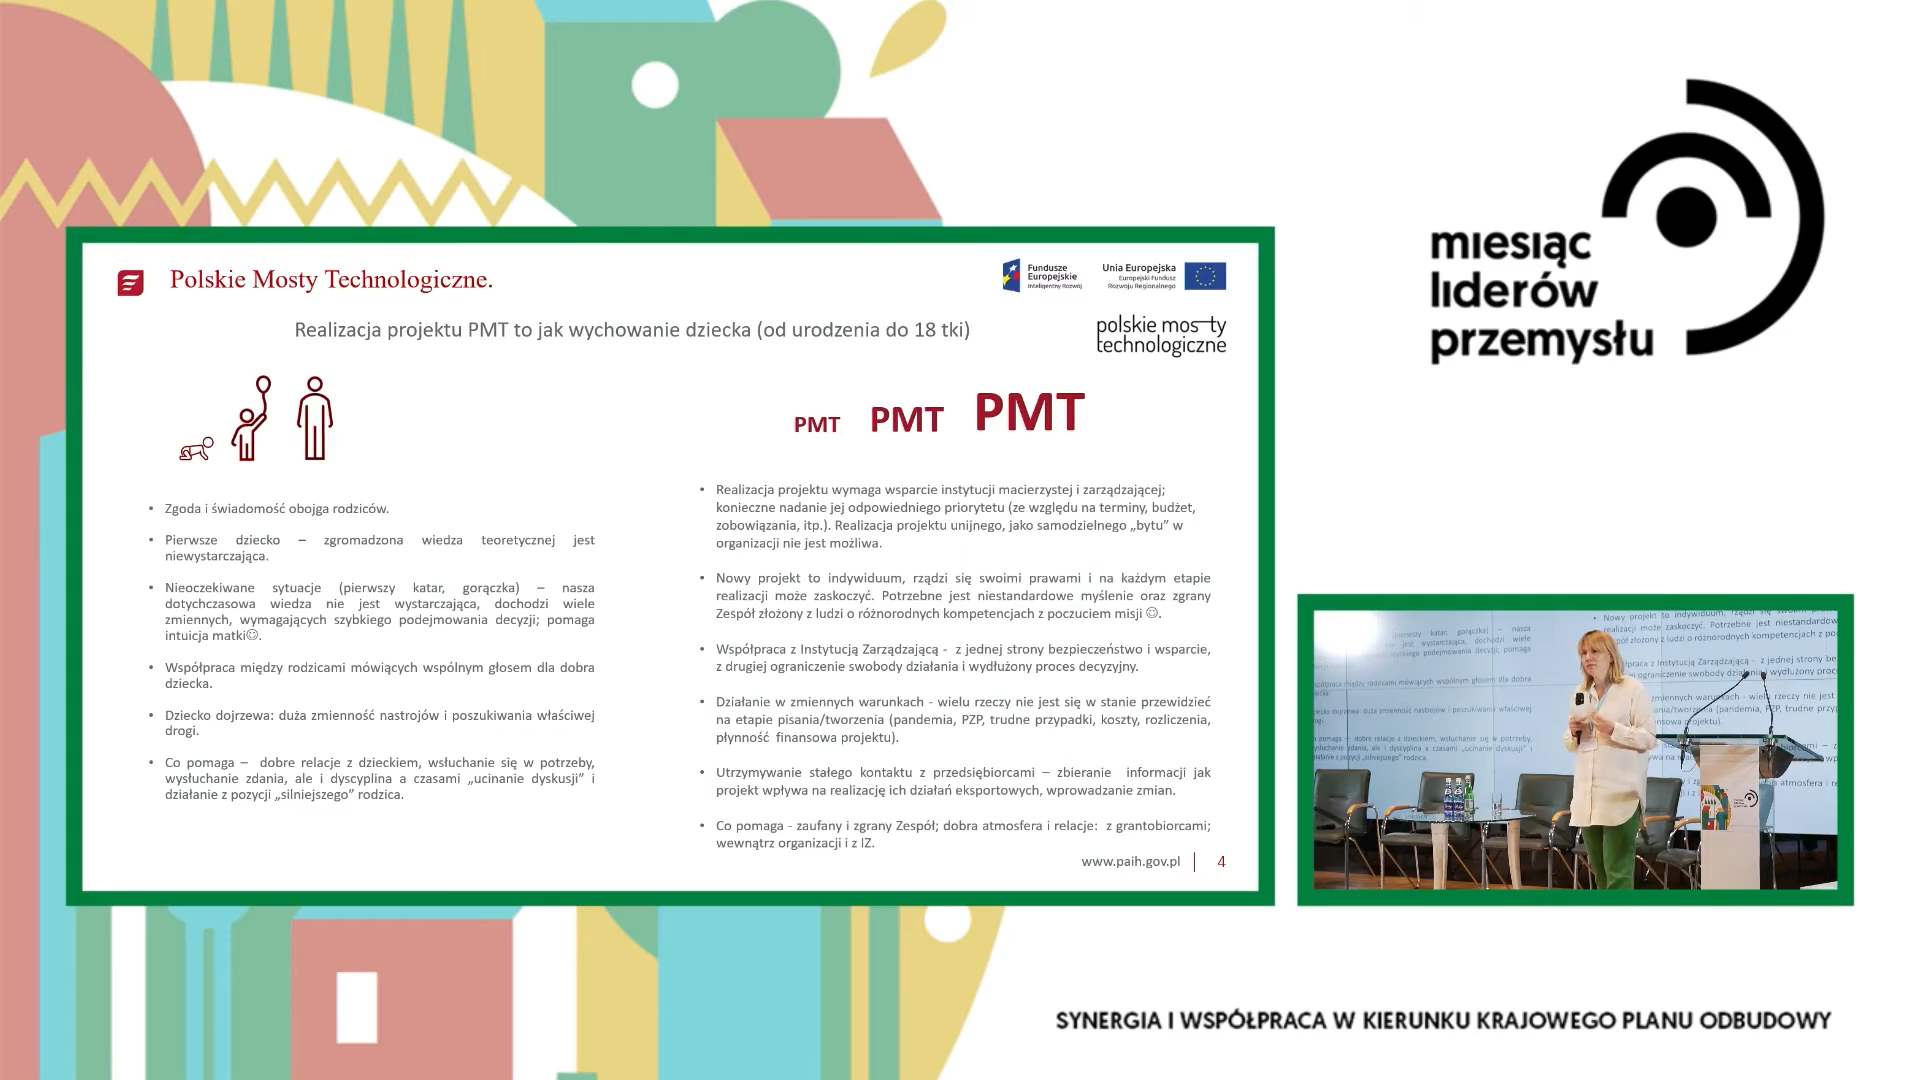 Polskie Mosty Technologiczne.
Fundusze
Europejskie
Inteligentny Rozwój
Unia Europejska
Europejski Fundusz
Rozwoju Regionalnego
Realizacja projektu PMT to jak wychowanie dziecka (od urodzenia do 18 tki)
polskie mosty
technologiczne
PMT PMT PMT
• Zgoda i świadomość obojga rodziców.
• Pierwsze dziecko – zgromadzona wiedza teoretycznej jest
niewystarczająca.
• Nieoczekiwane sytuacje (pierwszy katar, gorączka) – nasza
dotychczasowa wiedza nie jest wystarczająca, dochodzi wiele
zmiennych, wymagających szybkiego podejmowania decyzji; pomaga
intuicja matki☺.
• Współpraca między rodzicami mówiących wspólnym głosem dla dobra
dziecka.
• Dziecko dojrzewa: duża zmienność nastrojów i poszukiwania właściwej
drogi.
• Co pomaga – dobre relacje z dzieckiem, wsłuchanie się w potrzeby,
wysłuchanie zdania, ale i dyscyplina a czasami „ucinanie dyskusji” i
działanie z pozycji „silniejszego” rodzica.
• Realizacja projektu wymaga wsparcie instytucji macierzystej i zarządzającej;
konieczne nadanie jej odpowiedniego priorytetu (ze względu na terminy, budżet,
zobowiązania, itp.). Realizacja projektu unijnego, jako samodzielnego „bytu” w
organizacji nie jest możliwa.
• Nowy projekt to indywiduum, rządzi się swoimi prawami i na każdym etapie
realizacji może zaskoczyć. Potrzebne jest niestandardowe myślenie oraz zgrany
Zespół złożony z ludzi o różnorodnych kompetencjach z poczuciem misji ☺.
• Współpraca z Instytucją Zarządzającą - z jednej strony bezpieczeństwo i wsparcie,
z drugiej ograniczenie swobody działania i wydłużony proces decyzyjny.
• Działanie w zmiennych warunkach - wielu rzeczy nie jest się w stanie przewidzieć
na etapie pisania/tworzenia (pandemia, PZP, trudne przypadki, koszty, rozliczenia,
płynność finansowa projektu).
• Utrzymywanie stałego kontaktu z przedsiębiorcami – zbieranie informacji jak
projekt wpływa na realizację ich działań eksportowych, wprowadzanie zmian.
• Co pomaga - zaufany i zgrany Zespół; dobra atmosfera i relacje: z grantobiorcami;
wewnątrz organizacji i z IZ.
www.paih.gov.pl | 4
miesiąc
liderów
przemysłu
SYNERGIA I WSPÓŁPRACA W KIERUNKU KRAJOWEGO PLANU ODBUDOWY